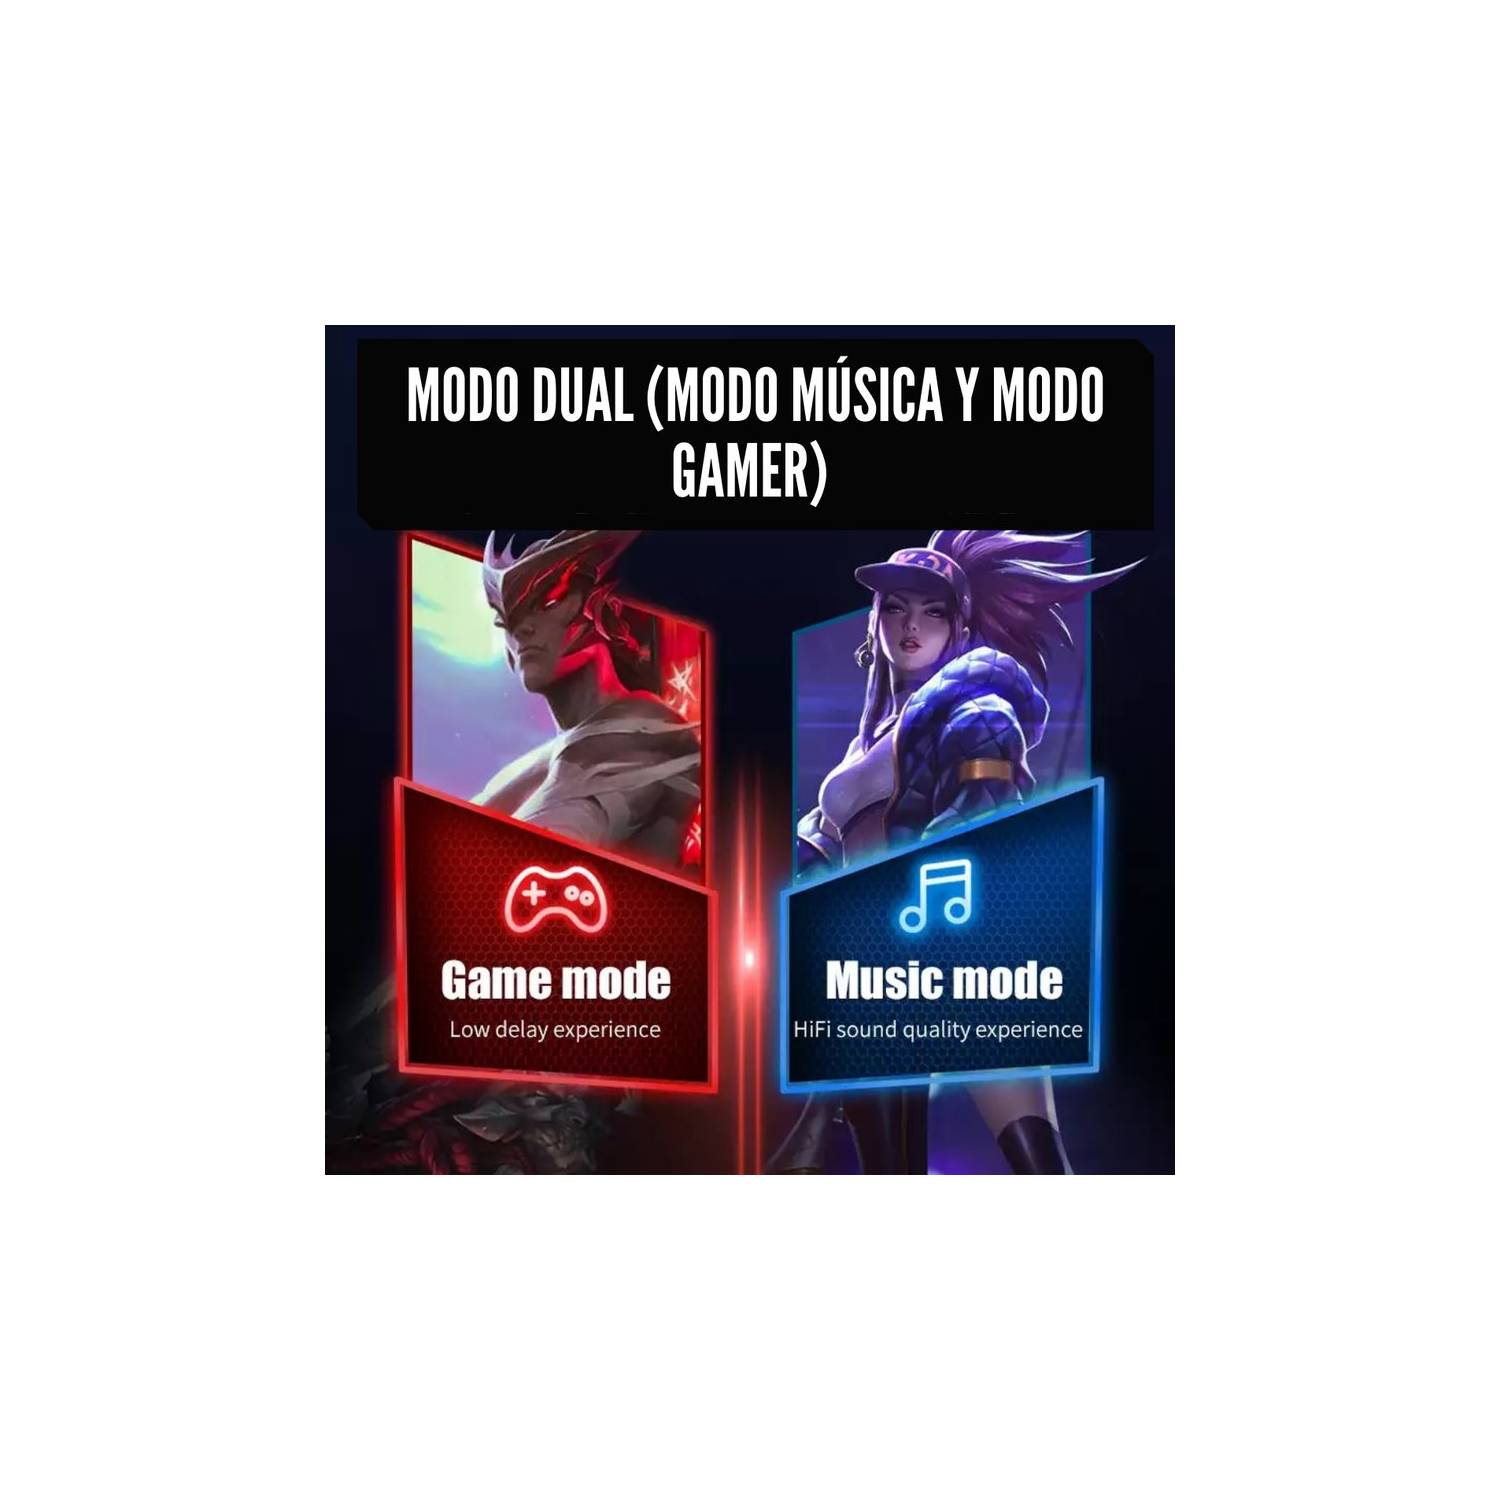 MODO DUAL (MODO MÚSICA Y MODO
GAMER)
Game mode
Low delay experience
Music mode
HiFi sound quality experience